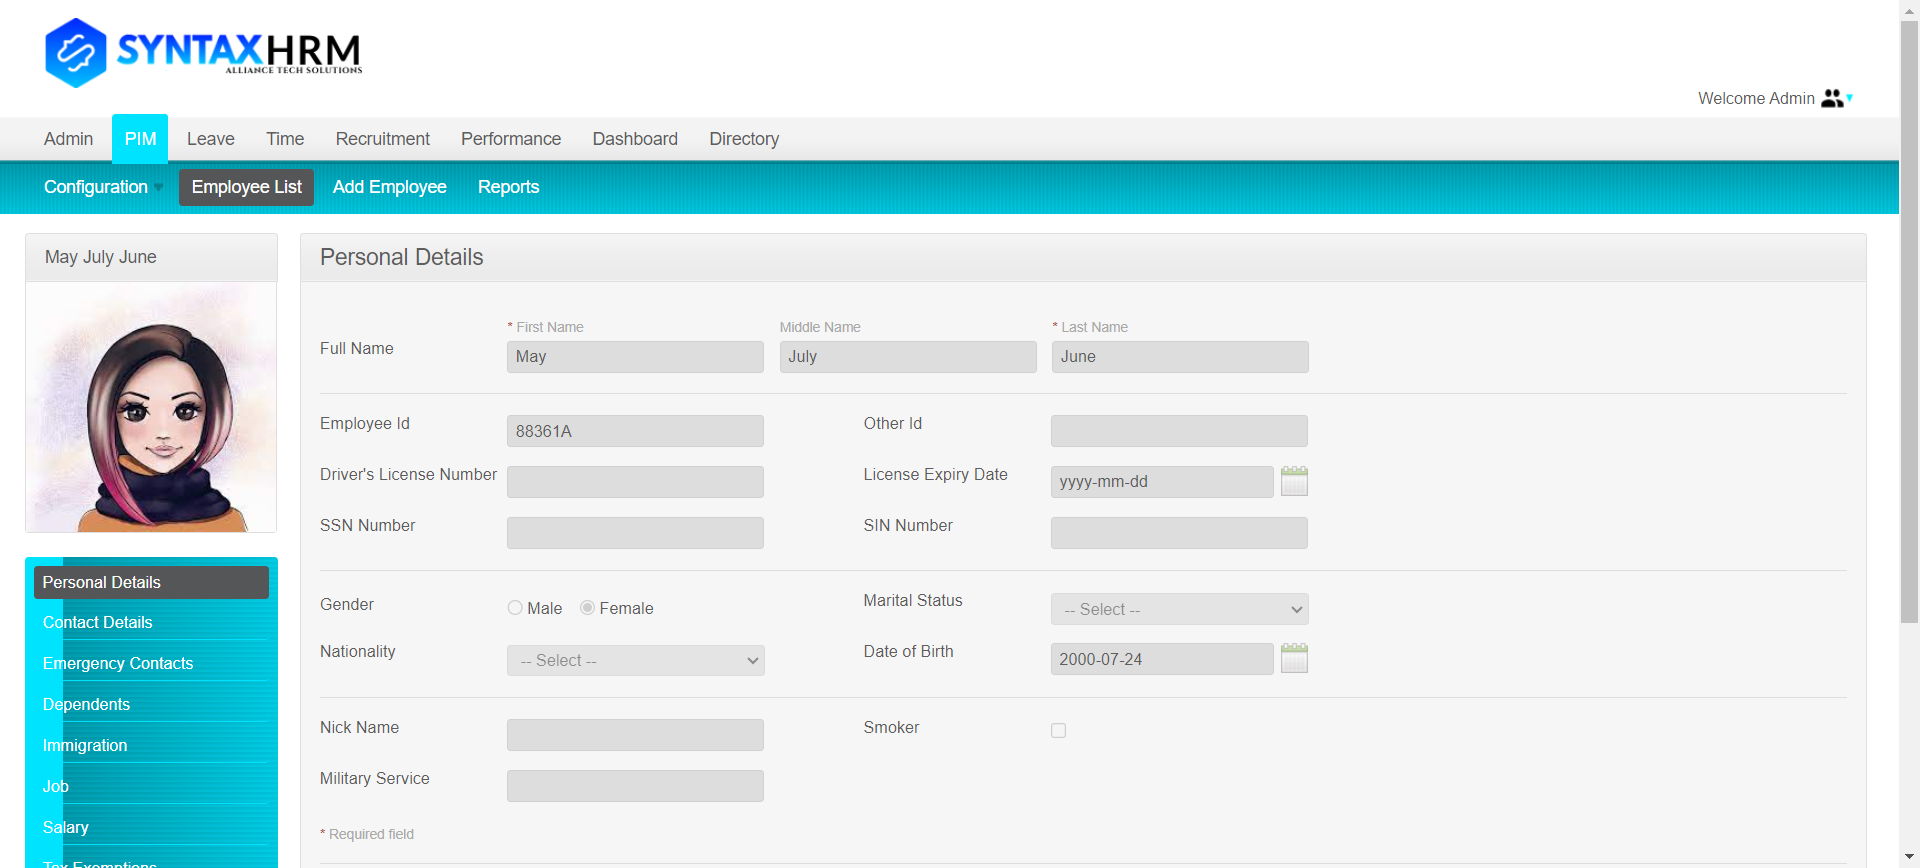 SYNTAXHRM
ALLIANCE TECH SOLUTIONS
Welcome Admin
Admin PIM Leave Time Recruitment Performance Dashboard Directory
Configuration Employee List Add Employee Reports
May July June
Personal Details
* First Name Middle Name * Last Name
Full Name
May July June
Employee Id 88361A Other Id
Driver's License Number License Expiry Date yyyy-mm-dd
SSN Number SIN Number
Gender Male Female Marital Status -- Select --
Nationality -- Select -- Date of Birth 2000-07-24
Nick Name Smoker
Military Service
* Required field
Personal Details
Contact Details
Emergency Contacts
Dependents
Immigration
Job
Salary
Tax Exemptions